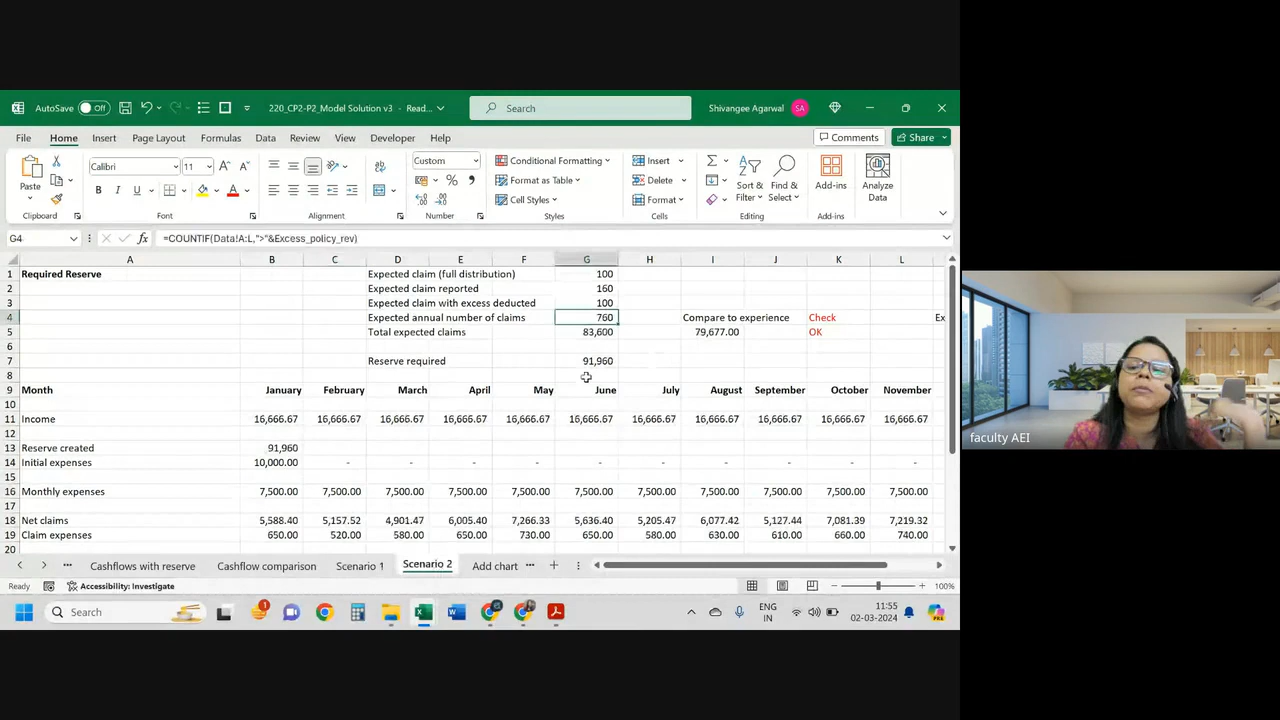 AutoSave Off 220_CP2-P2_Model Solution v3 - Read... Search Shivangee Agarwal SA
File Home Insert Page Layout Formulas Data Review View Developer Help Comments Share
Calibri 11 Custom Conditional Formatting Insert
Paste Format as Table Delete Sort & Filter Find & Select Add-ins Analyze Data
B I U Cell Styles Format
Clipboard Font Alignment Number Styles Cells Editing Add-ins
G4 fx =COUNTIF(Data!A:L,">"&Excess_policy_rev)
A B C D E F G H I J K L
1 Required Reserve Expected claim (full distribution) 100
2 Expected claim reported 160
3 Expected claim with excess deducted 100
4 Expected annual number of claims 760 Compare to experience Check Ex
5 Total expected claims 83,600 79,677.00 OK
6
7 Reserve required 91,960
8
9 Month January February March April May June July August September October November
10
11 Income 16,666.67 16,666.67 16,666.67 16,666.67 16,666.67 16,666.67 16,666.67 16,666.67 16,666.67 16,666.67 16,666.67
12
13 Reserve created 91,960
14 Initial expenses 10,000.00 - - - - - - - - - -
15
16 Monthly expenses 7,500.00 7,500.00 7,500.00 7,500.00 7,500.00 7,500.00 7,500.00 7,500.00 7,500.00 7,500.00 7,500.00
17
18 Net claims 5,588.40 5,157.52 4,901.47 6,005.40 7,266.33 5,636.40 5,205.47 6,077.42 5,127.44 7,081.39 7,219.32
19 Claim expenses 650.00 520.00 580.00 650.00 730.00 650.00 580.00 630.00 610.00 660.00 740.00
20
Cashflows with reserve Cashflow comparison Scenario 1 Scenario 2 Add chart
Ready Accessibility: Investigate 100%
Search ENG IN 11:55 02-03-2024
faculty AEI